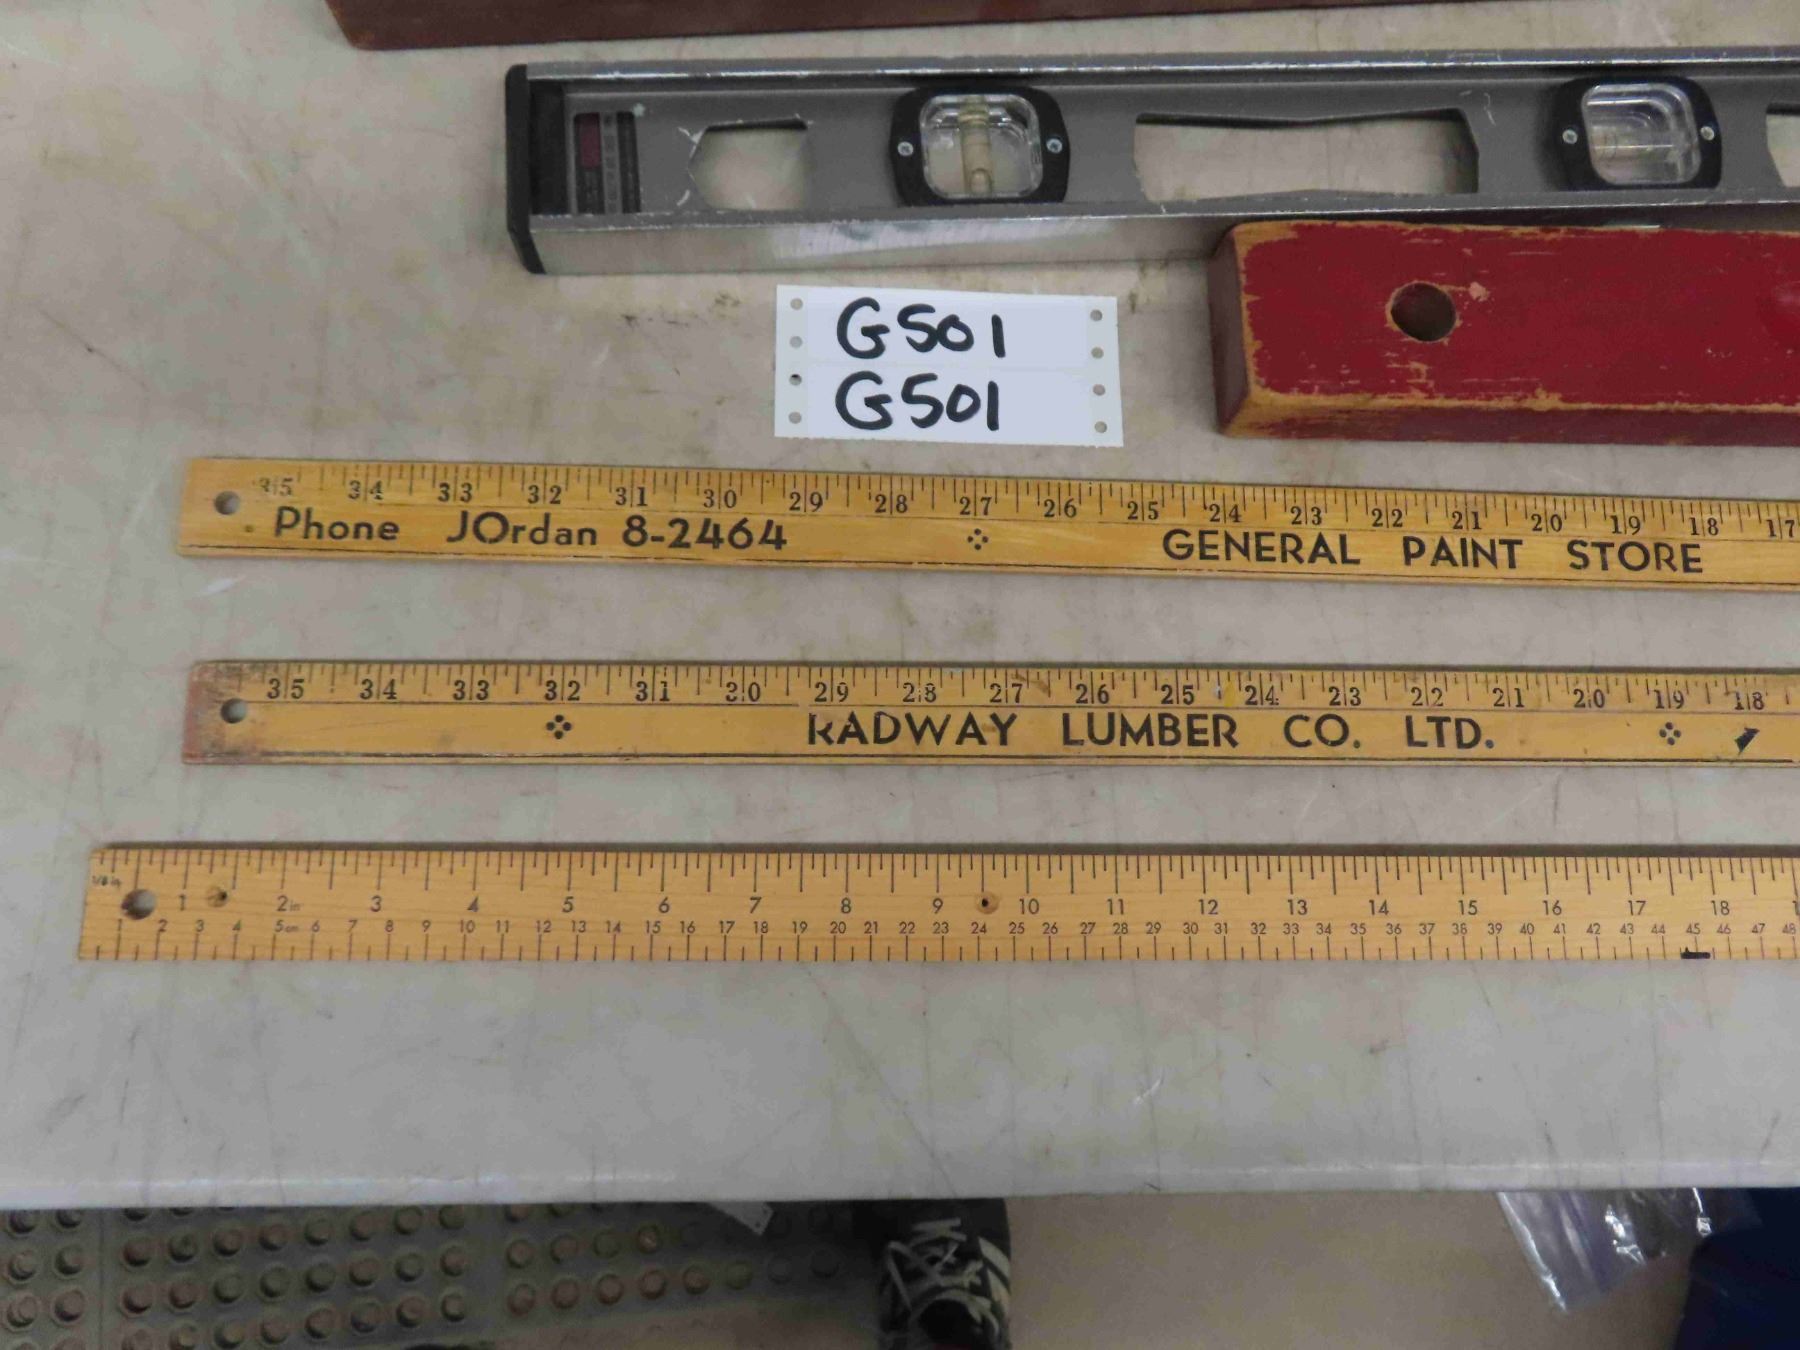 G501
G501
35 34 33 32 31 30 29 28 27 26 25 24 23 22 21 20 19 18 17
Phone JOrdan 8-2464 GENERAL PAINT STORE
35 34 33 32 31 30 29 28 27 26 25 24 23 22 21 20 19 18
RADWAY LUMBER CO. LTD.
1 2in 3 4 5 6 7 8 9 10 11 12 13 14 15 16 17 18
1 2 3 4 5cm 6 7 8 9 10 11 12 13 14 15 16 17 18 19 20 21 22 23 24 25 26 27 28 29 30 31 32 33 34 35 36 37 38 39 40 41 42 43 44 45 46 47 48